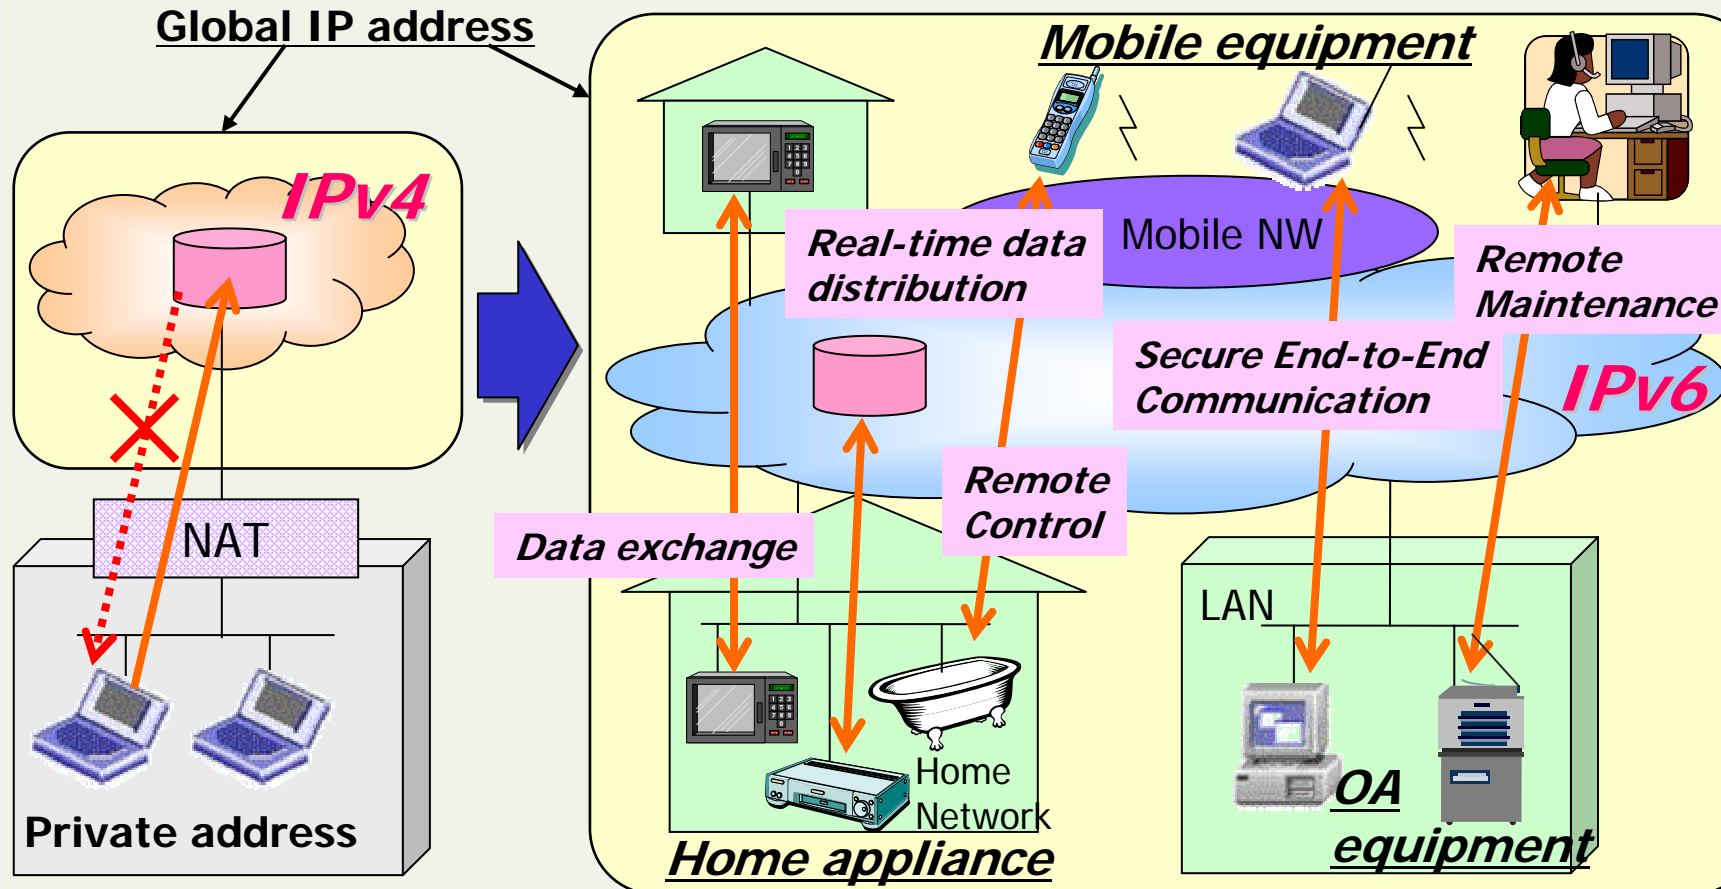 Global IP address
IPv4
NAT
Private address
Mobile equipment
Mobile NW
Real-time data
distribution
Remote
Maintenance
Secure End-to-End
Communication
IPv6
Remote
Control
Data exchange
LAN
Home
Network
Home appliance
OA
equipment